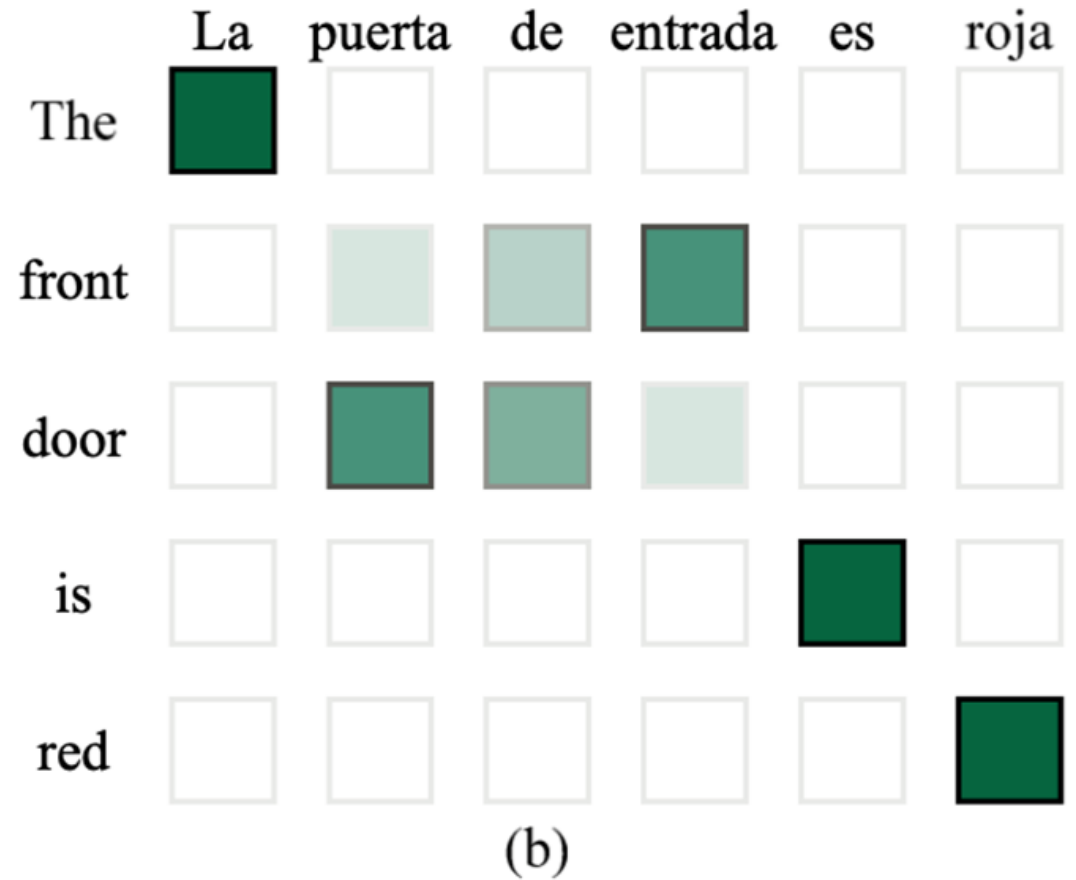 La puerta de entrada es roja
The
front
door
is
red
(b)